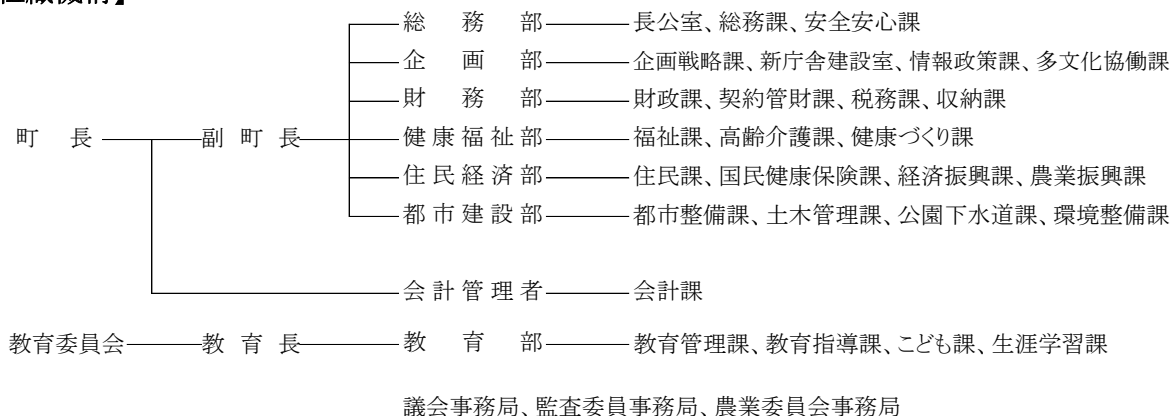 総務部 長公室、総務課、安全安心課
企画部 企画戦略課、新庁舎建設室、情報政策課、多文化協働課
財務部 財政課、契約管財課、税務課、収納課
町長 副町長 健康福祉部 福祉課、高齢介護課、健康づくり課
住民経済部 住民課、国民健康保険課、経済振興課、農業振興課
都市建設部 都市整備課、土木管理課、公園下水道課、環境整備課
会計管理者 会計課
教育委員会 教育長 教育部 教育管理課、教育指導課、こども課、生涯学習課
議会事務局、監査委員事務局、農業委員会事務局